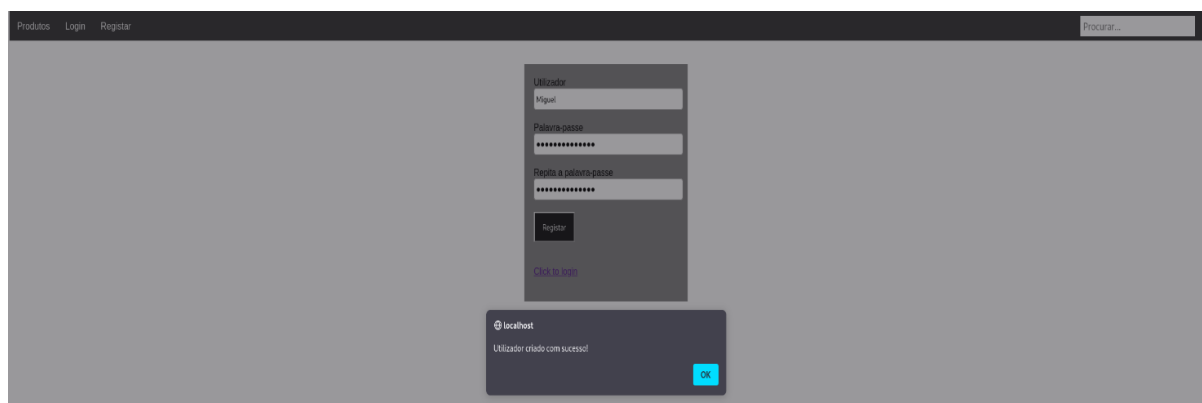 Produtos Login Registar Procurar...
Utilizador
Miguel
Palavra-passe
••••••••••••••
Repita a palavra-passe
••••••••••••••
Registar
Click to login
localhost
Utilizador criado com sucesso!
OK